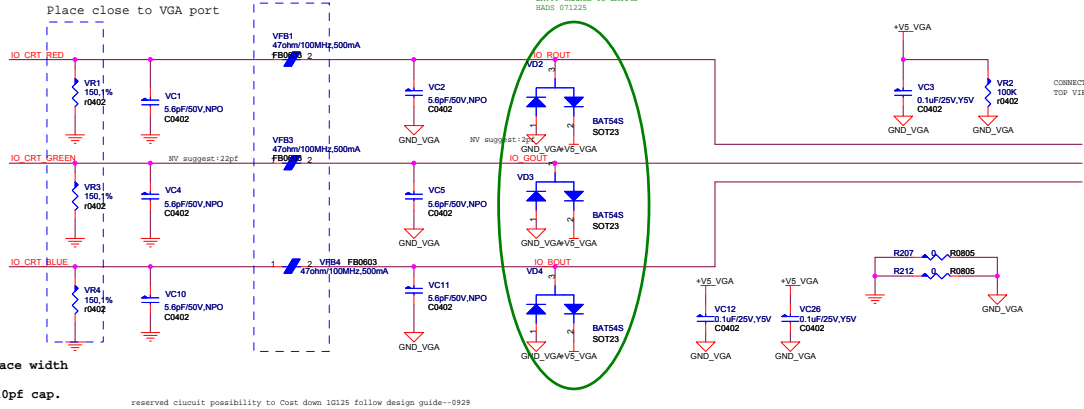 HADS 071225
Place close to VGA port
+V5_VGA
VFB1
47ohm/100MHz,500mA
IO_CRT_RED
2
IO_ROUT
VD2
3
VR1
150,1%
r0402
VC1
5.6pF/50V,NPO
C0402
VC2
5.6pF/50V,NPO
C0402
VC3
0.1uF/25V,Y5V
C0402
VR2
100K
r0402
CONNECT
1
2
BAT54S
SOT23
GND_VGA
GND_VGA
GND_VGA
GND_VGA
+V5_VGA
VFB3
47ohm/100MHz,500mA
NV suggest:2pf
IO_CRT_GREEN
NV suggest:22pf
2
IO_GOUT
VR3
150,1%
r0402
VC4
5.6pF/50V,NPO
C0402
VC5
5.6pF/50V,NPO
C0402
VD3
1
2
BAT54S
SOT23
GND_VGA
GND_VGA
+V5_VGA
R207
0
R0805
R212
0
R0805
IO_CRT_BLUE
1
2
VFB4
FB0603
47ohm/100MHz,500mA
IO_BOUT
VD4
3
VR4
150,1%
r0402
VC10
5.6pF/50V,NPO
C0402
VC11
5.6pF/50V,NPO
C0402
1
2
BAT54S
SOT23
GND_VGA
GND_VGA
+V5_VGA
+V5_VGA
+V5_VGA
VC12
0.1uF/25V,Y5V
C0402
VC26
0.1uF/25V,Y5V
C0402
GND_VGA
GND_VGA
GND_VGA
ace width
0pf cap.
reserved ciucuit possibility to Cost down 1G125 follow design guide--0929